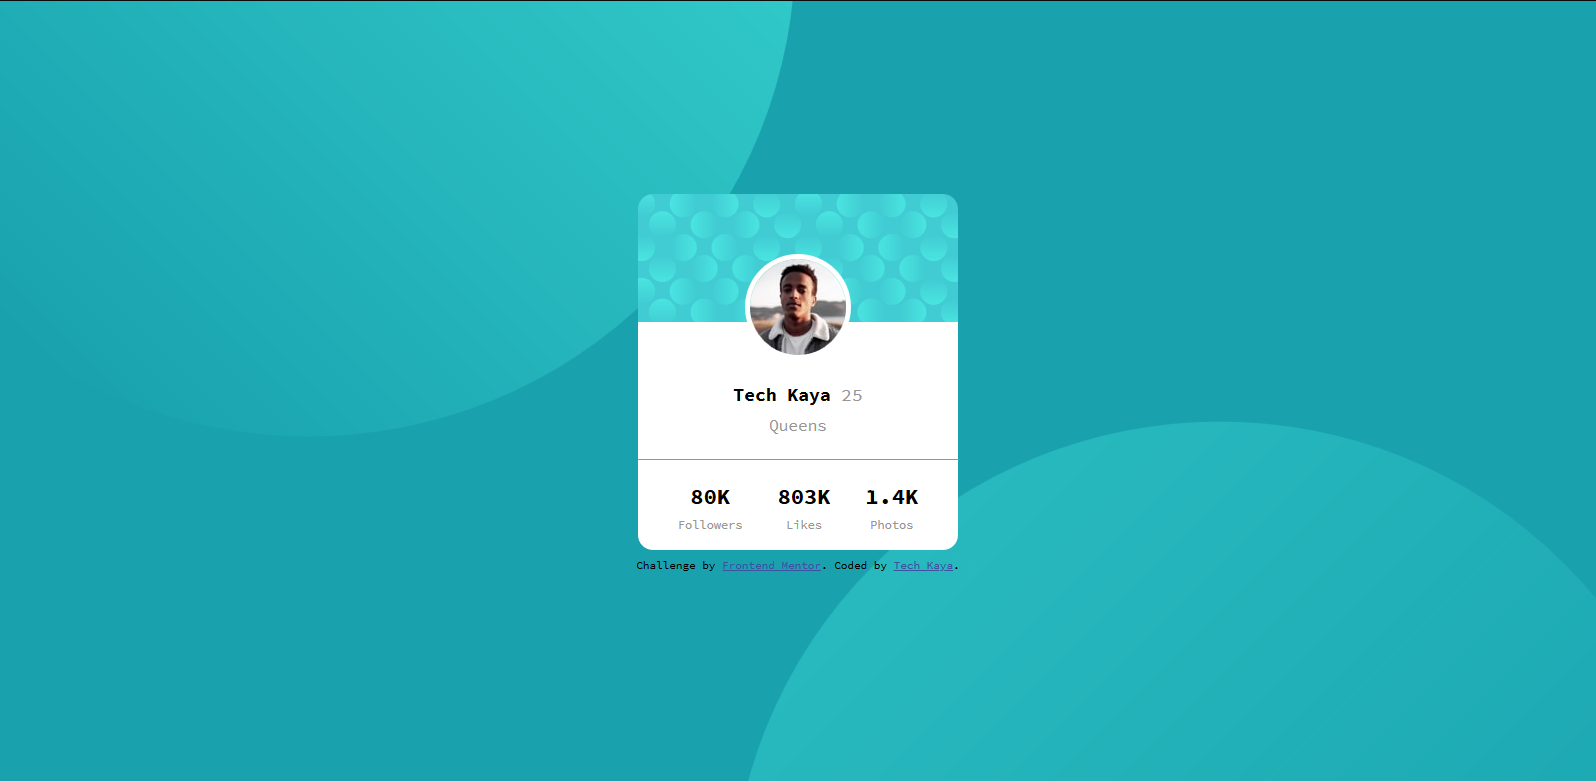 Tech Kaya 25
Queens
80K 803K 1.4K
Followers Likes Photos
Challenge by Frontend Mentor. Coded by Tech Kaya.